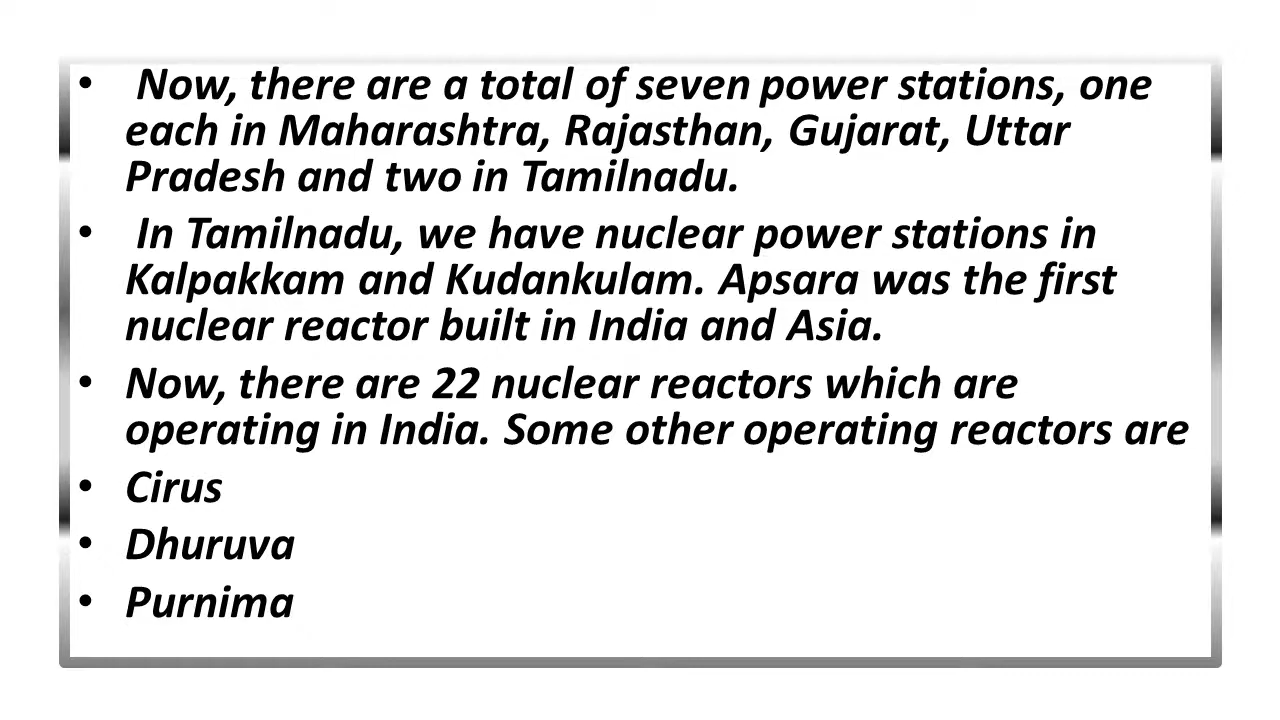 • Now, there are a total of seven power stations, one
each in Maharashtra, Rajasthan, Gujarat, Uttar
Pradesh and two in Tamilnadu.
• In Tamilnadu, we have nuclear power stations in
Kalpakkam and Kudankulam. Apsara was the first
nuclear reactor built in India and Asia.
• Now, there are 22 nuclear reactors which are
operating in India. Some other operating reactors are
• Cirus
• Dhuruva
• Purnima